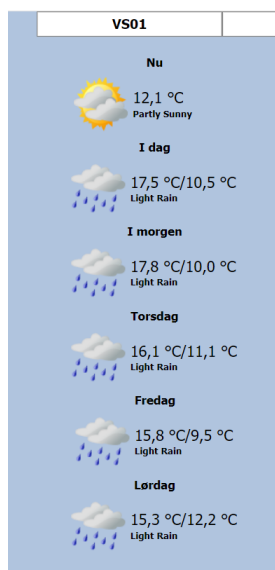 VS01
Nu
12,1 °C
Partly Sunny
I dag
17,5 °C/10,5 °C
Light Rain
I morgen
17,8 °C/10,0 °C
Light Rain
Torsdag
16,1 °C/11,1 °C
Light Rain
Fredag
15,8 °C/9,5 °C
Light Rain
Lørdag
15,3 °C/12,2 °C
Light Rain